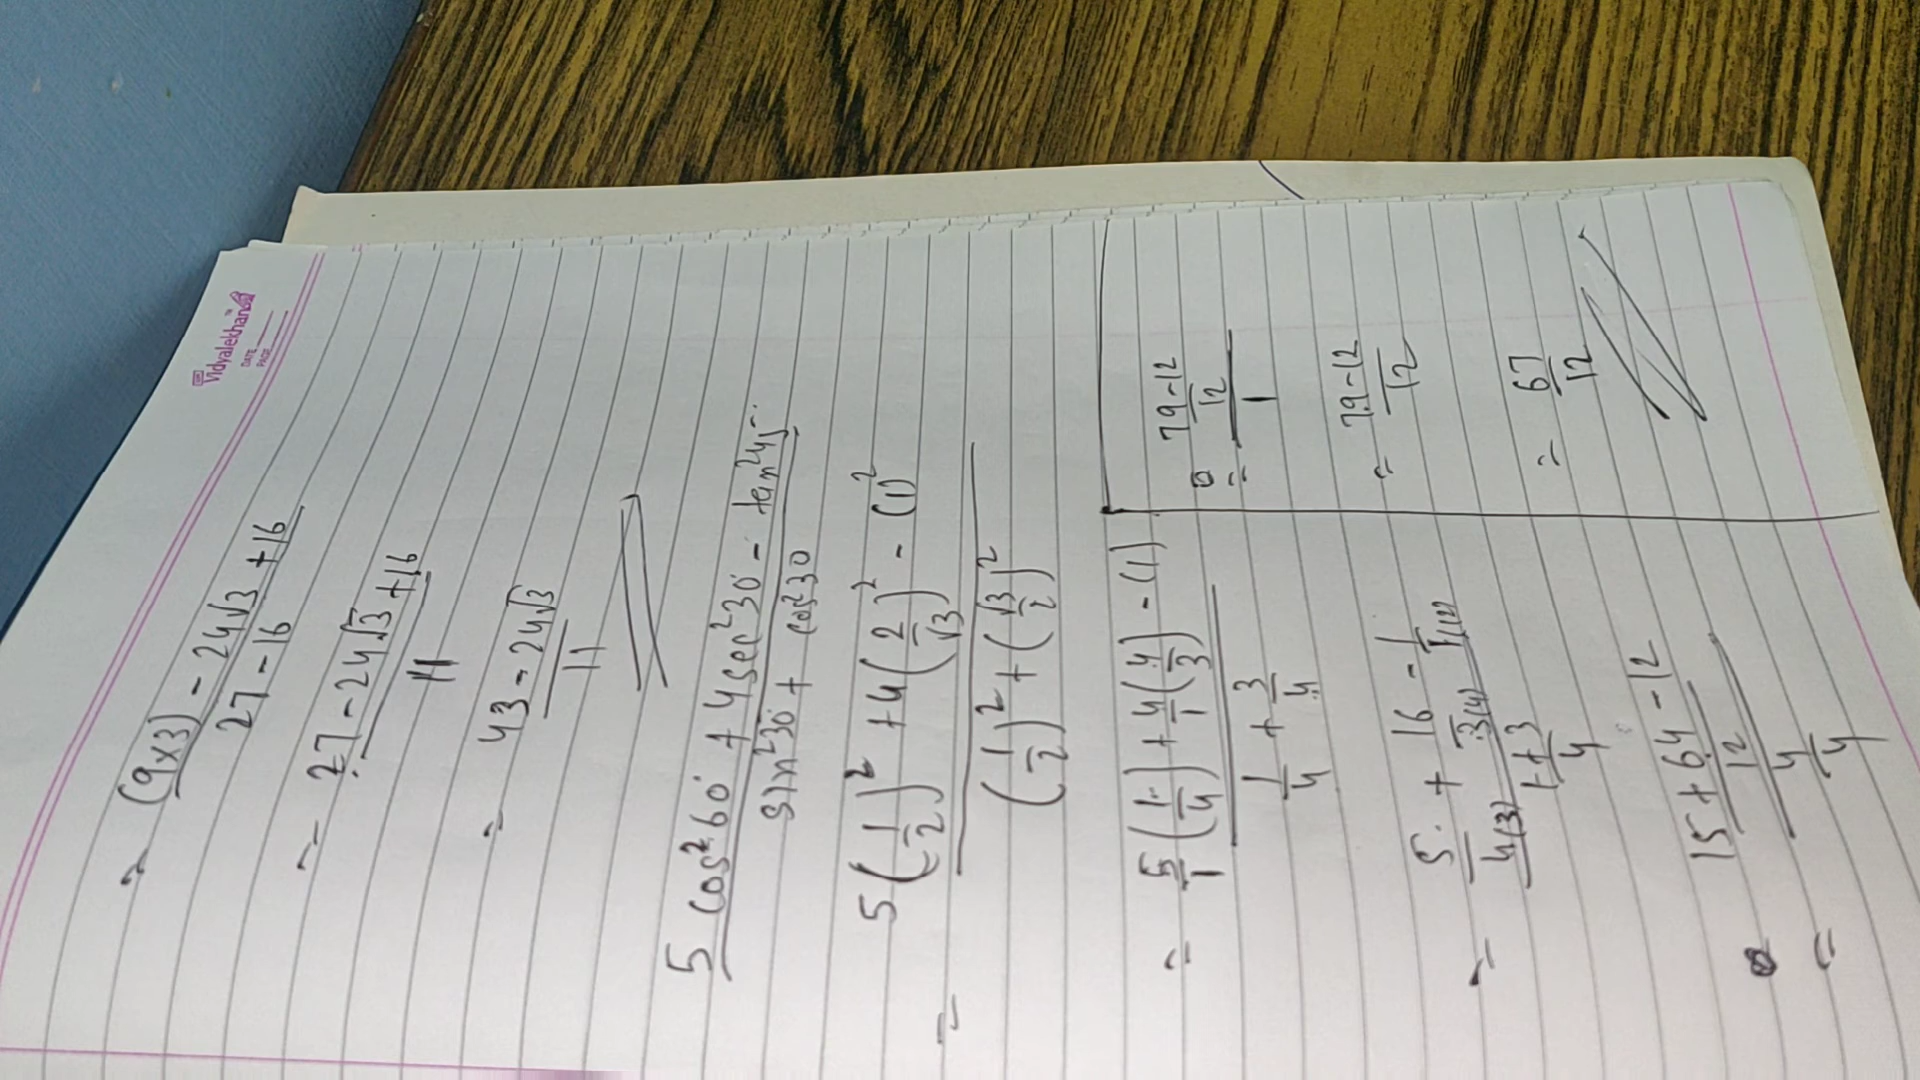 Vidyalekhan
DATE
PAGE
= (9×3) - 24√3 + 16 / 27 - 16
= 27 - 24√3 + 16 / 11
= 43 - 24√3 / 11
5 cos²60° + 4sec²30° - tan²45° / sin²30° + cos²30
= 5(1/2)² + 4(2/√3)² - (1)² / (1/2)² + (√3/2)²
= 5/1(1/4) + 4/1(4/3) - (1) / 1/4 + 3/4
= 5/4(3) + 16/3(4) - 1/1(12) / 1+3/4
= 15 + 64 - 12/12 / 4/4
= 79-12/12 / 1
= 79-12/12
= 67/12